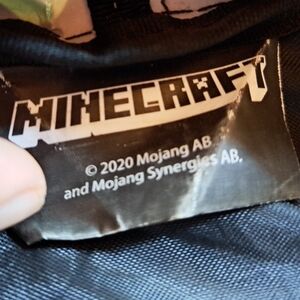 MINECRAFT
© 2020 Mojang AB
and Mojang Synergies AB.